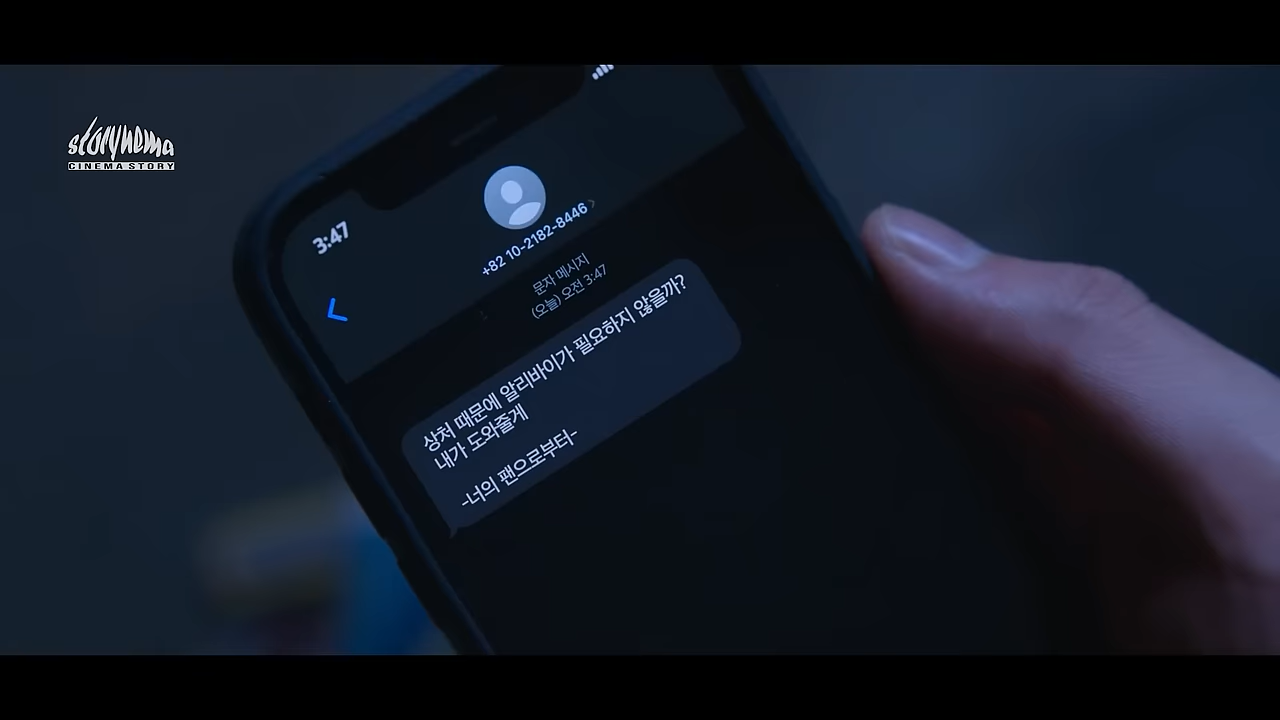 storynema
CINEMA STORY
3:47
+82 10-2182-8446
문자 메시지
(오늘) 오전 3:47
상처 때문에 알리바이가 필요하지 않을까?
내가 도와줄게
-너의 팬으로부터-